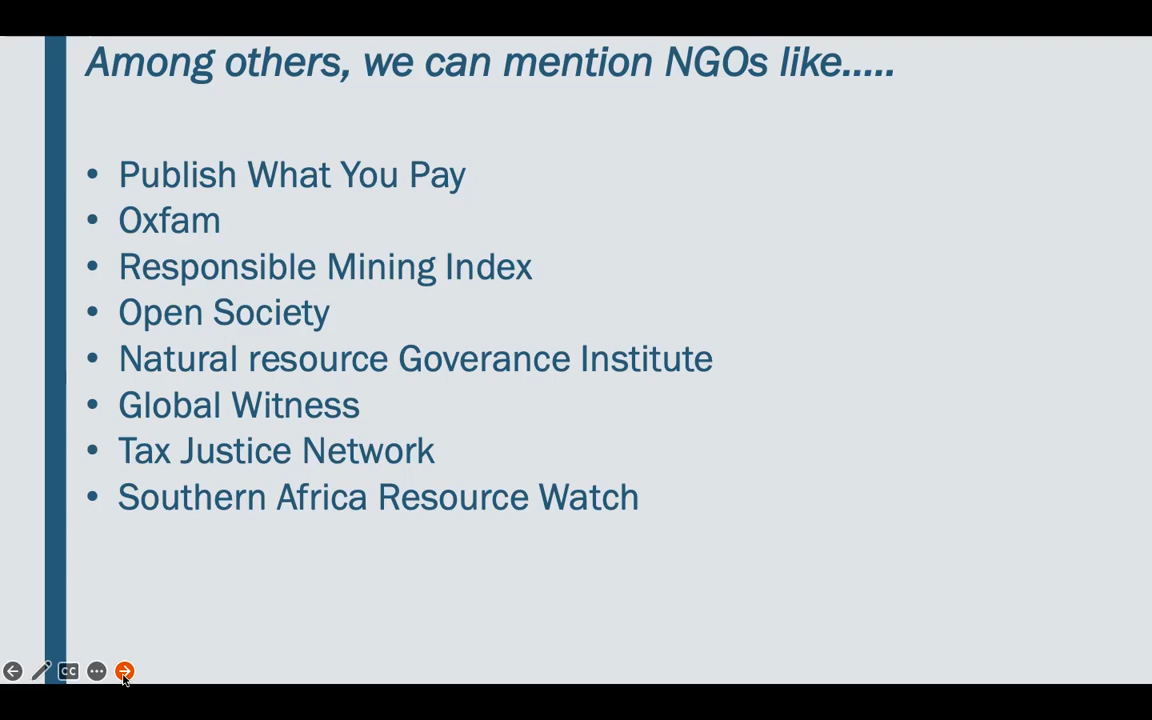 Among others, we can mention NGOs like.....
• Publish What You Pay
• Oxfam
• Responsible Mining Index
• Open Society
• Natural resource Goverance Institute
• Global Witness
• Tax Justice Network
• Southern Africa Resource Watch
CC